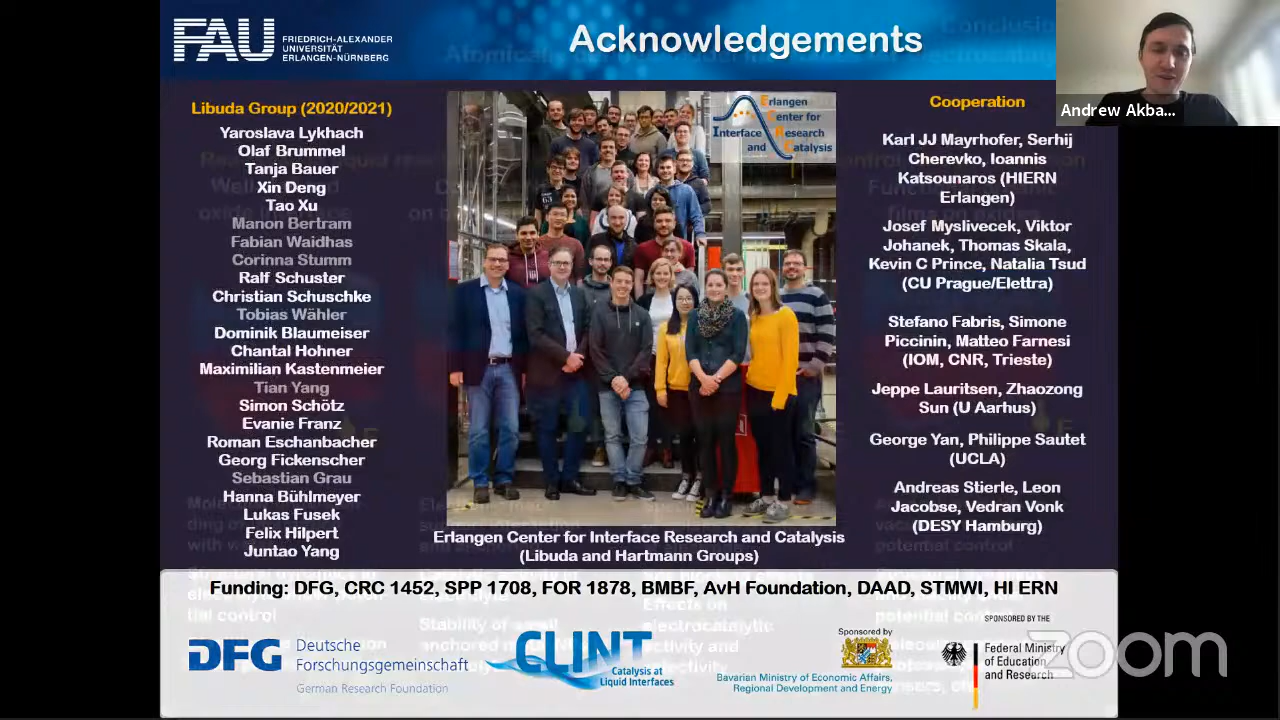 FAU
FRIEDRICH-ALEXANDER
UNIVERSITÄT
ERLANGEN-NÜRNBERG
Acknowledgements
Andrew Akba...
Libuda Group (2020/2021)
Yaroslava Lykhach
Olaf Brummel
Tanja Bauer
Xin Deng
Tao Xu
Manon Bertram
Fabian Waidhas
Corinna Stumm
Ralf Schuster
Christian Schuschke
Tobias Wähler
Dominik Blaumeiser
Chantal Hohner
Maximilian Kastenmeier
Tian Yang
Simon Schötz
Evanie Franz
Roman Eschanbacher
Georg Fickenscher
Sebastian Grau
Hanna Bühlmeyer
Lukas Fusek
Felix Hilpert
Juntao Yang
Erlangen
Center for
Interface Research
and Catalysis
Erlangen Center for Interface Research and Catalysis
(Libuda and Hartmann Groups)
Cooperation
Karl JJ Mayrhofer, Serhij
Cherevko, Ioannis
Katsounaros (HIERN
Erlangen)
Josef Myslivecek, Viktor
Johanek, Thomas Skala,
Kevin C Prince, Natalia Tsud
(CU Prague/Elettra)
Stefano Fabris, Simone
Piccinin, Matteo Farnesi
(IOM, CNR, Trieste)
Jeppe Lauritsen, Zhaozong
Sun (U Aarhus)
George Yan, Philippe Sautet
(UCLA)
Andreas Stierle, Leon
Jacobse, Vedran Vonk
(DESY Hamburg)
Funding: DFG, CRC 1452, SPP 1708, FOR 1878, BMBF, AvH Foundation, DAAD, STMWI, HI ERN
DFG Deutsche
Forschungsgemeinschaft
German Research Foundation
CLINT
Catalysis at
Liquid Interfaces
Sponsored by
Bavarian Ministry of Economic Affairs,
Regional Development and Energy
SPONSORED BY THE
Federal Ministry
of Education
and Research
zoom